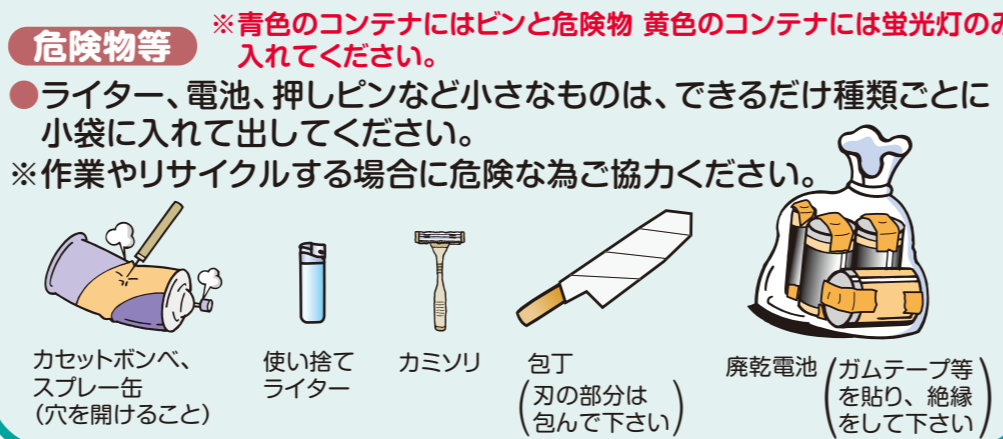 危険物等
※青色のコンテナにはビンと危険物 黄色のコンテナには蛍光灯のみ
入れてください。
●ライター、電池、押しピンなど小さなものは、できるだけ種類ごとに
小袋に入れて出してください。
※作業やリサイクルする場合に危険な為ご協力ください。
カセットボンベ、
スプレー缶
（穴を開けること）
使い捨て
ライター
カミソリ
包丁
（刃の部分は
包んで下さい）
廃乾電池
（ガムテープ等
を貼り、絶縁
をして下さい）